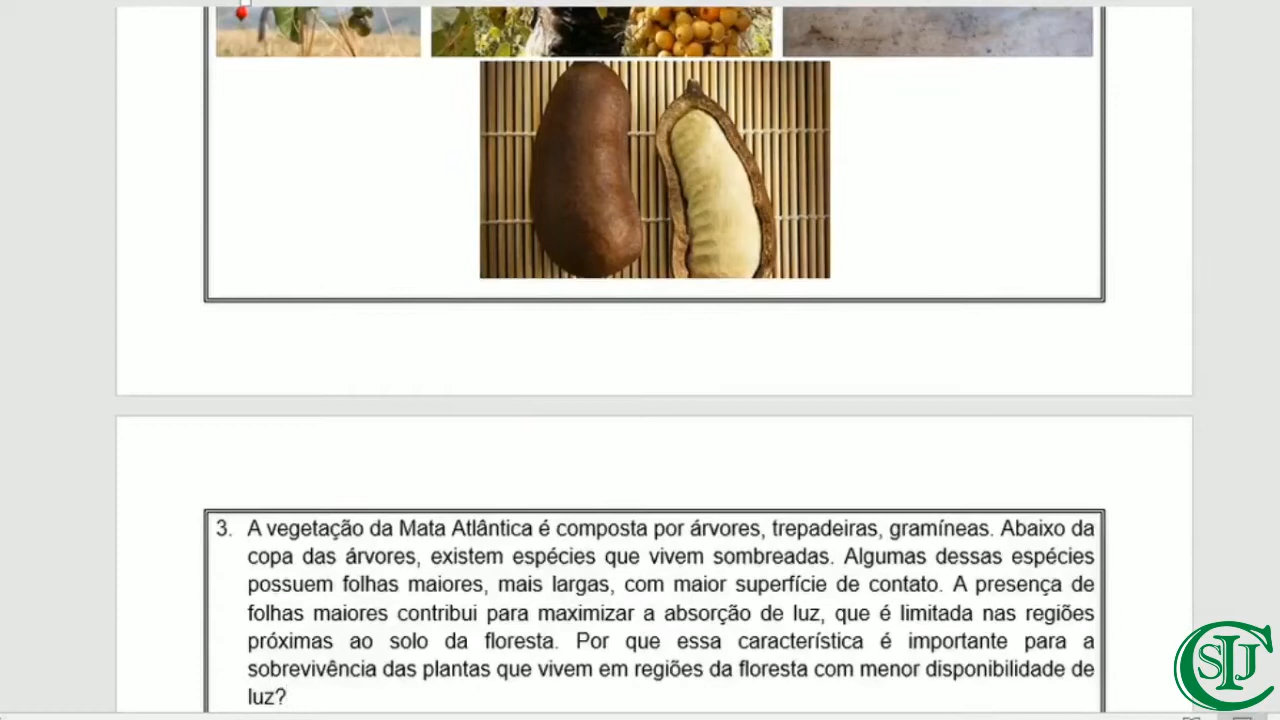 3. A vegetação da Mata Atlântica é composta por árvores, trepadeiras, gramíneas. Abaixo da
copa das árvores, existem espécies que vivem sombreadas. Algumas dessas espécies
possuem folhas maiores, mais largas, com maior superfície de contato. A presença de
folhas maiores contribui para maximizar a absorção de luz, que é limitada nas regiões
próximas ao solo da floresta. Por que essa característica é importante para a
sobrevivência das plantas que vivem em regiões da floresta com menor disponibilidade de
luz?
CSIJ